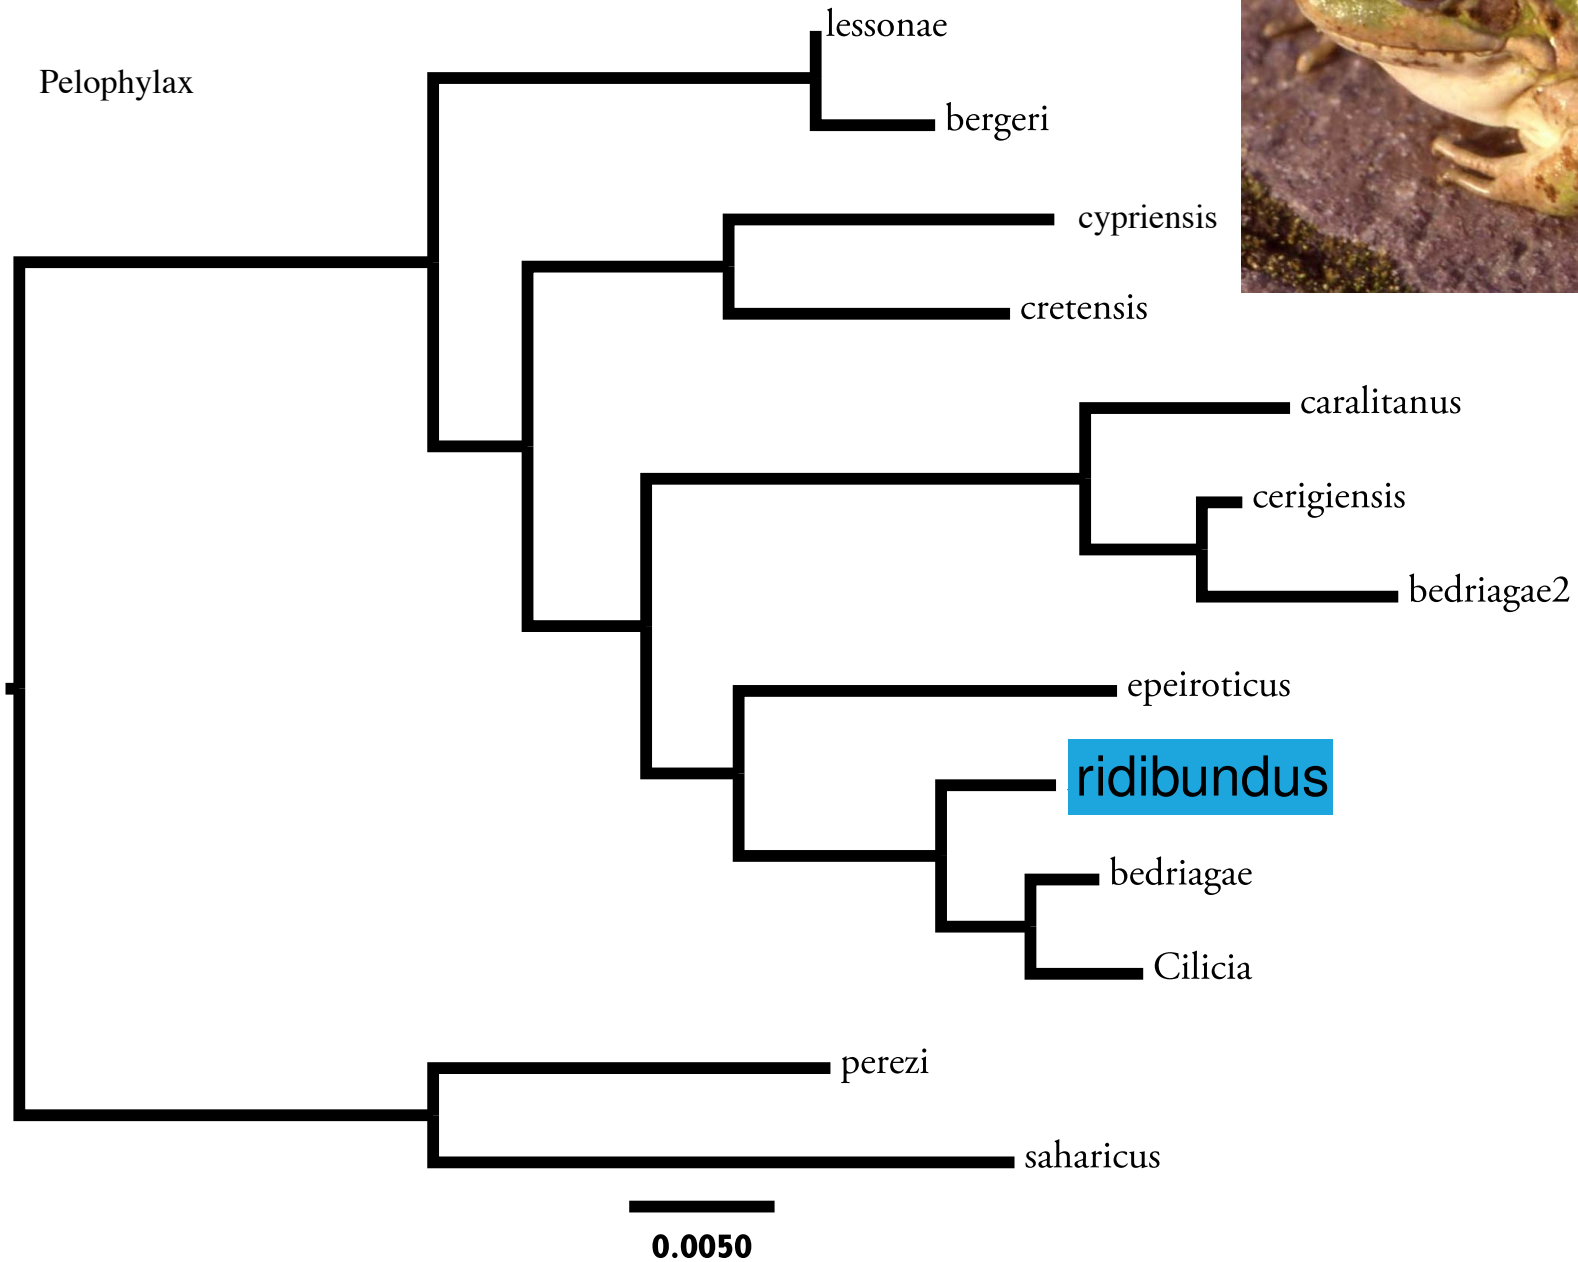 lessonae
Pelophylax
bergeri
cypriensis
cretensis
caralitanus
cerigiensis
bedriagae2
epeiroticus
ridibundus
bedriagae
Cilicia
perezi
saharicus
0.0050